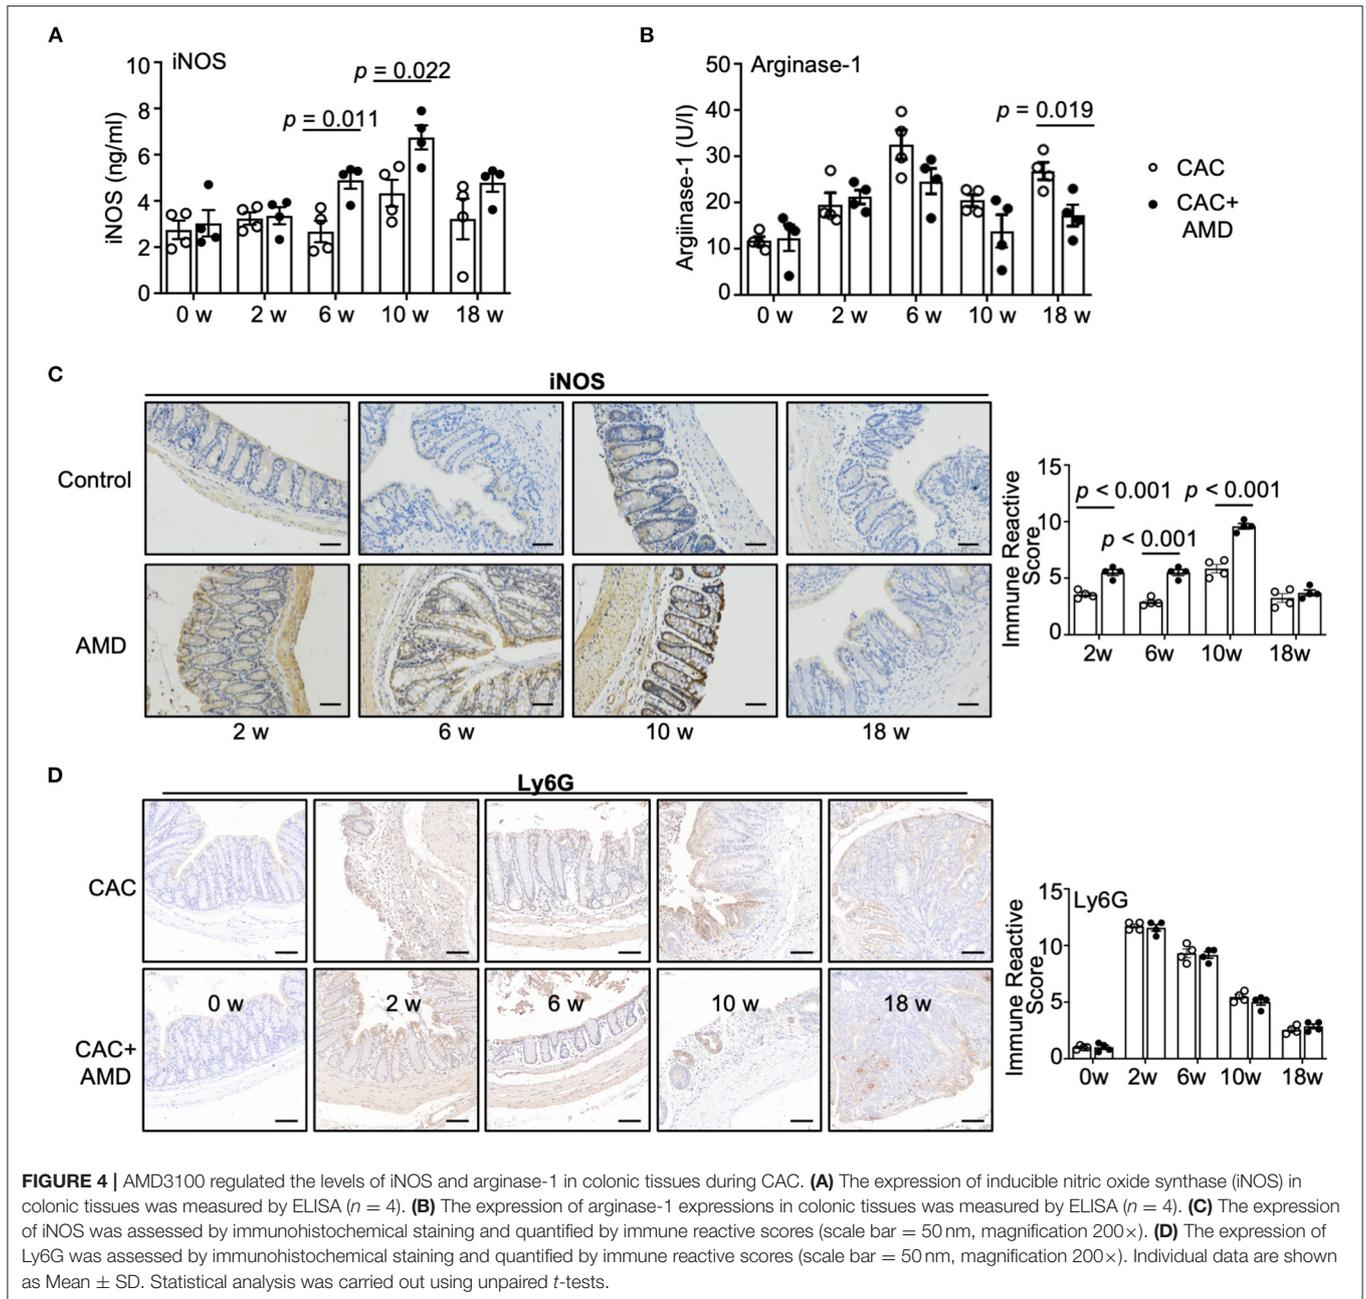 A
iNOS
p = 0.022
p = 0.011
iNOS (ng/ml)
10
8
6
4
2
0
0 w
2 w
6 w
10 w
18 w
B
Arginase-1
p = 0.019
Argiinase-1 (U/l)
50
40
30
20
10
0
0 w
2 w
6 w
10 w
18 w
CAC
CAC+
AMD
C
iNOS
Control
AMD
2 w
6 w
10 w
18 w
Immune Reactive
Score
15
10
5
0
p < 0.001
p < 0.001
p < 0.001
2w
6w
10w
18w
D
Ly6G
CAC
CAC+
AMD
0 w
2 w
6 w
10 w
18 w
Immune Reactive
Score
Ly6G
15
10
5
0
0w
2w
6w
10w
18w
FIGURE 4 | AMD3100 regulated the levels of iNOS and arginase-1 in colonic tissues during CAC. (A) The expression of inducible nitric oxide synthase (iNOS) in
colonic tissues was measured by ELISA (n = 4). (B) The expression of arginase-1 expressions in colonic tissues was measured by ELISA (n = 4). (C) The expression
of iNOS was assessed by immunohistochemical staining and quantified by immune reactive scores (scale bar = 50 nm, magnification 200×). (D) The expression of
Ly6G was assessed by immunohistochemical staining and quantified by immune reactive scores (scale bar = 50 nm, magnification 200×). Individual data are shown
as Mean ± SD. Statistical analysis was carried out using unpaired t-tests.